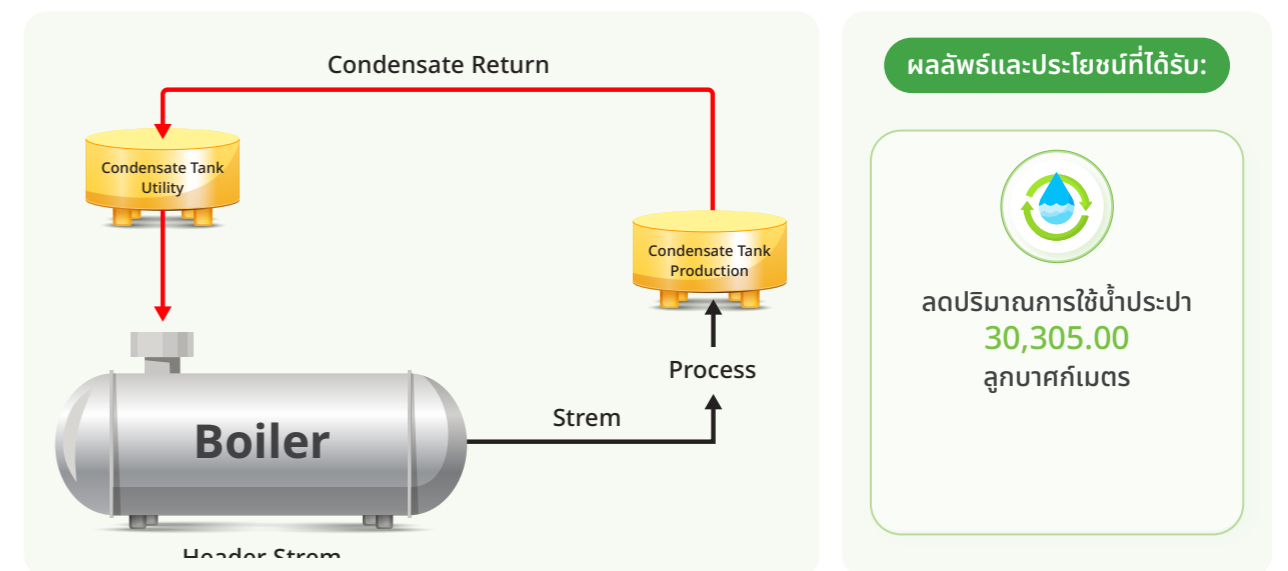 Condensate Return
Condensate Tank
Utility
Condensate Tank
Production
Process
Strem
Boiler
Header Strem
ผลลัพธ์และประโยชน์ที่ได้รับ:
ลดปริมาณการใช้น้ำประปา
30,305.00
ลูกบาศก์เมตร